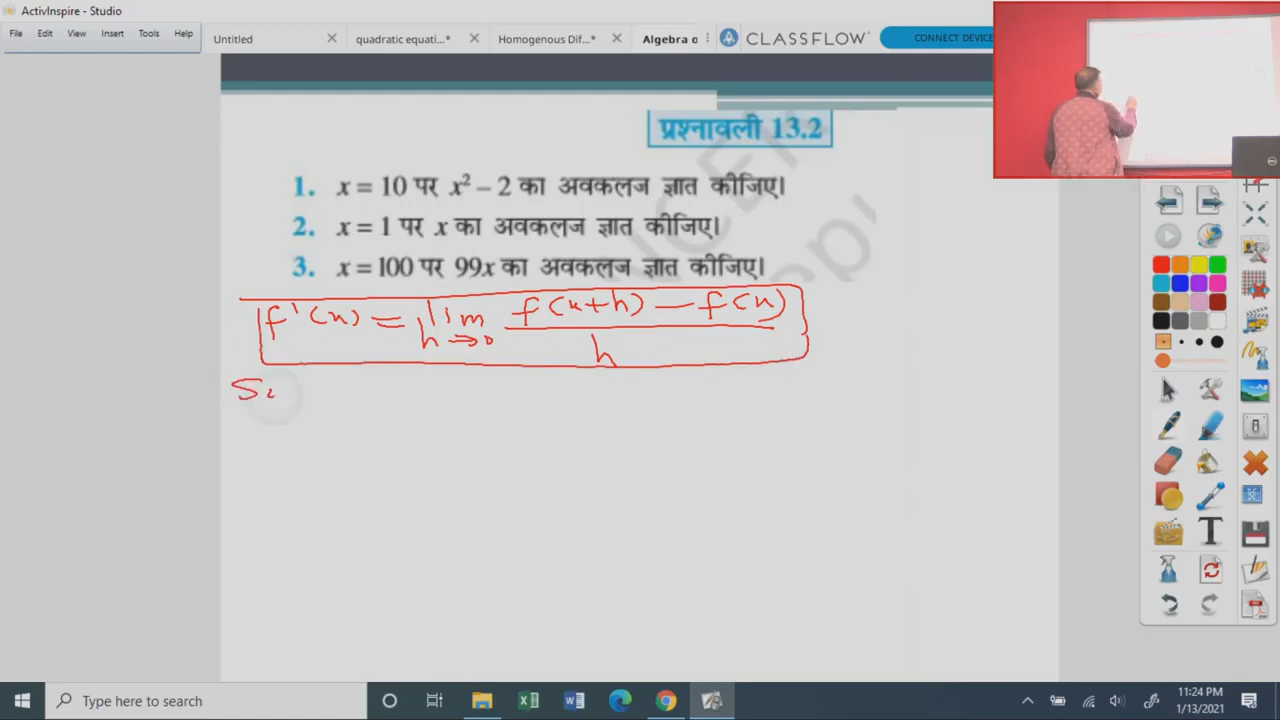 ActivInspire - Studio
File Edit View Insert Tools Help
Untitled quadratic equati...* Homogenous Dif...* Algebra o
CLASSFLOW CONNECT DEVICE
प्रश्नावली 13.2
1. x = 10 पर x² – 2 का अवकलज ज्ञात कीजिए।
2. x = 1 पर x का अवकलज ज्ञात कीजिए।
3. x = 100 पर 99x का अवकलज ज्ञात कीजिए।
f'(x) = lim h→0 f(x+h) — f(x) / h
Type here to search
11:24 PM
1/13/2021